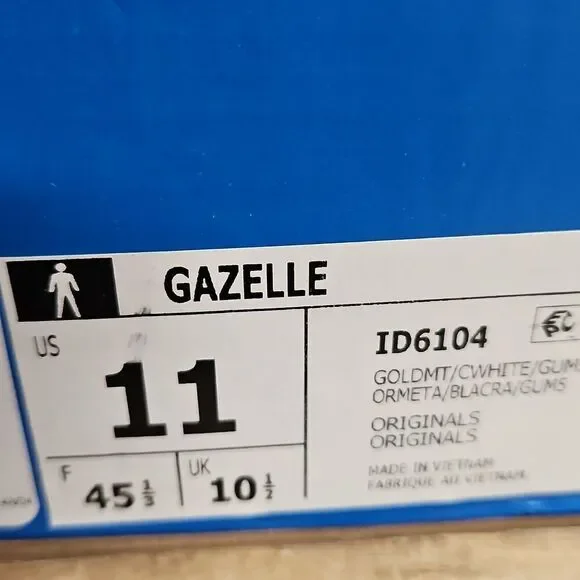 GAZELLE
US
11
F 45 1/3
UK 10 1/2
ID6104
GOLDMT/CWHITE/GUM
ORMETA/BLACRA/GUM5
ORIGINALS
ORIGINALS
MADE IN VIETNAM
FABRIQUE AU VIETNAM